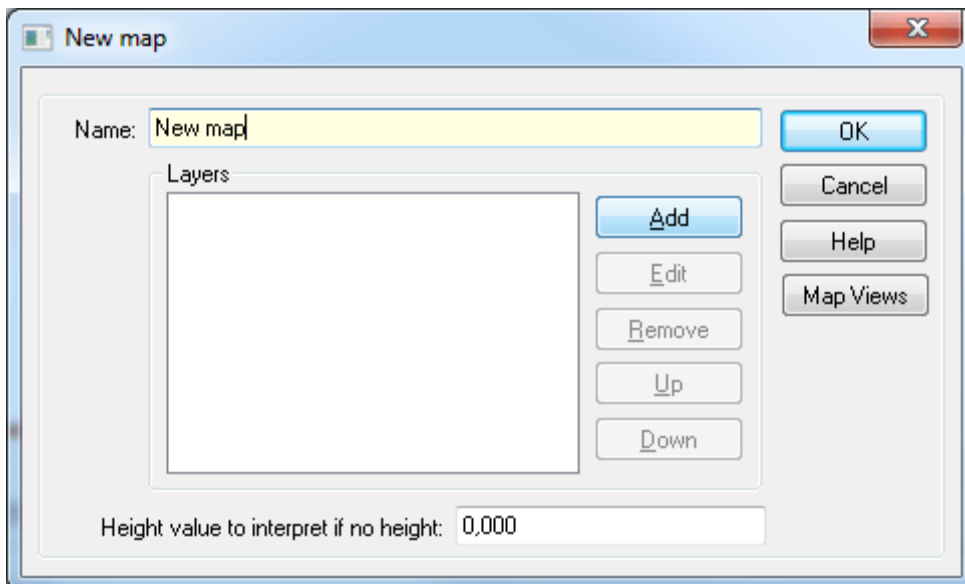 New map
Name: New map
OK
Layers
Cancel
Add
Help
Edit
Map Views
Remove
Up
Down
Height value to interpret if no height: 0,000